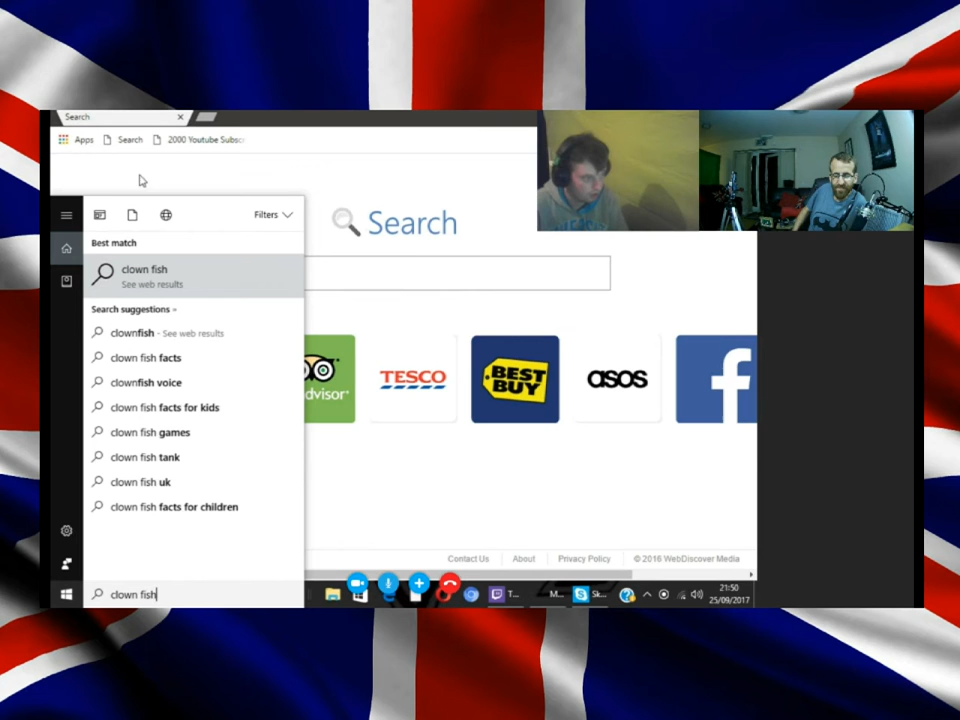 Search
Apps
Search
2000 Youtube Subsc
Filters
Best match
clown fish
See web results
Search suggestions »
clownfish - See web results
clown fish facts
clownfish voice
clown fish facts for kids
clown fish games
clown fish tank
clown fish uk
clown fish facts for children
clown fish
Search
dvisor
TESCO
BEST
BUY
asos
f
Contact Us
About
Privacy Policy
© 2016 WebDiscover Media
T...
M...
Sk...
21:50
25/09/2017